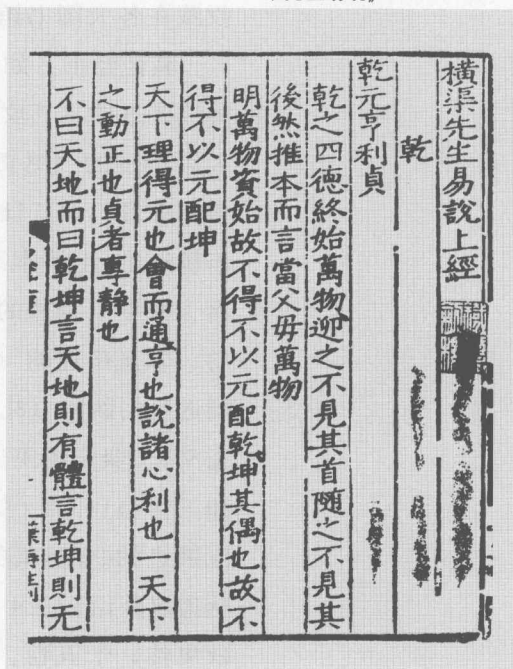 橫渠先生易說上經
乾
乾元亨利貞
乾之四德終始萬物迎之不見其首隨之不見其
後然推本而言當父母萬物
明萬物資始故不得不以元配乾坤其偶也故不
得不以元配坤
天下理得元也會而通亨也說諸心利也一天下
之動正也貞者專靜也
不曰天地而曰乾坤言天地則有體言乾坤則无